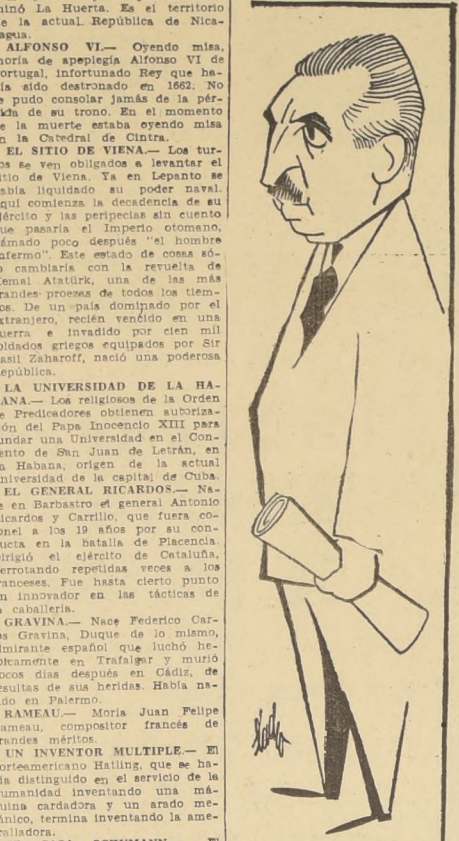 minó La Huerta. Es el territorio
de la actual República de Nica-
ragua.
ALFONSO VI.— Oyendo misa,
moría de apeplegía Alfonso VI de
Portugal, infortunado Rey que ha-
bía sido destronado en 1662. No
se pudo consolar jamás de la pér-
dida de su trono. En el momento
de la muerte estaba oyendo misa
en la Catedral de Cintra.
EL SITIO DE VIENA.— Los tur-
cos se ven obligados a levantar el
sitio de Viena. Ya en Lepanto se
había liquidado su poder naval.
Aquí comienza la decadencia de su
ejército y las peripecias sin cuento
que pasaría el Imperio otomano,
llamado poco después "el hombre
enfermo". Este estado de cosas só-
lo cambiaría con la revuelta de
Kemal Atatürk, una de las más
grandes proezas de todos los tiem-
pos. De un país dominado por el
extranjero, recién vencido en una
guerra e invadido por cien mil
soldados griegos equipados por Sir
Basil Zaharoff, nació una poderosa
República.
LA UNIVERSIDAD DE LA HA-
BANA.— Los religiosos de la Orden
de Predicadores obtienen autoriza-
ción del Papa Inocencio XIII para
fundar una Universidad en el Con-
vento de San Juan de Letrán, en
La Habana, origen de la actual
Universidad de la capital de Cuba.
EL GENERAL RICARDOS.— Na-
ce en Barbastro el general Antonio
Ricardos y Carrillo, que fuera co-
ronel a los 19 años por su con-
ducta en la batalla de Placencia.
Dirigió el ejército de Cataluña,
derrotando repetidas veces a los
franceses. Fue hasta cierto punto
un innovador en las tácticas de
la caballería.
GRAVINA.— Nace Federico Car-
los Gravina, Duque de lo mismo,
almirante español que luchó he-
roicamente en Trafalgar y murió
pocos días después en Cádiz, de
resultas de sus heridas. Había na-
cido en Palermo.
RAMEAU.— Moría Juan Felipe
Rameau, compositor francés de
grandes méritos.
UN INVENTOR MULTIPLE.— El
norteamericano Hatling, que se ha-
bía distinguido en el servicio de la
humanidad inventando una má-
quina cardadora y un arado me-
cánico, termina inventando la ame-
tralladora.